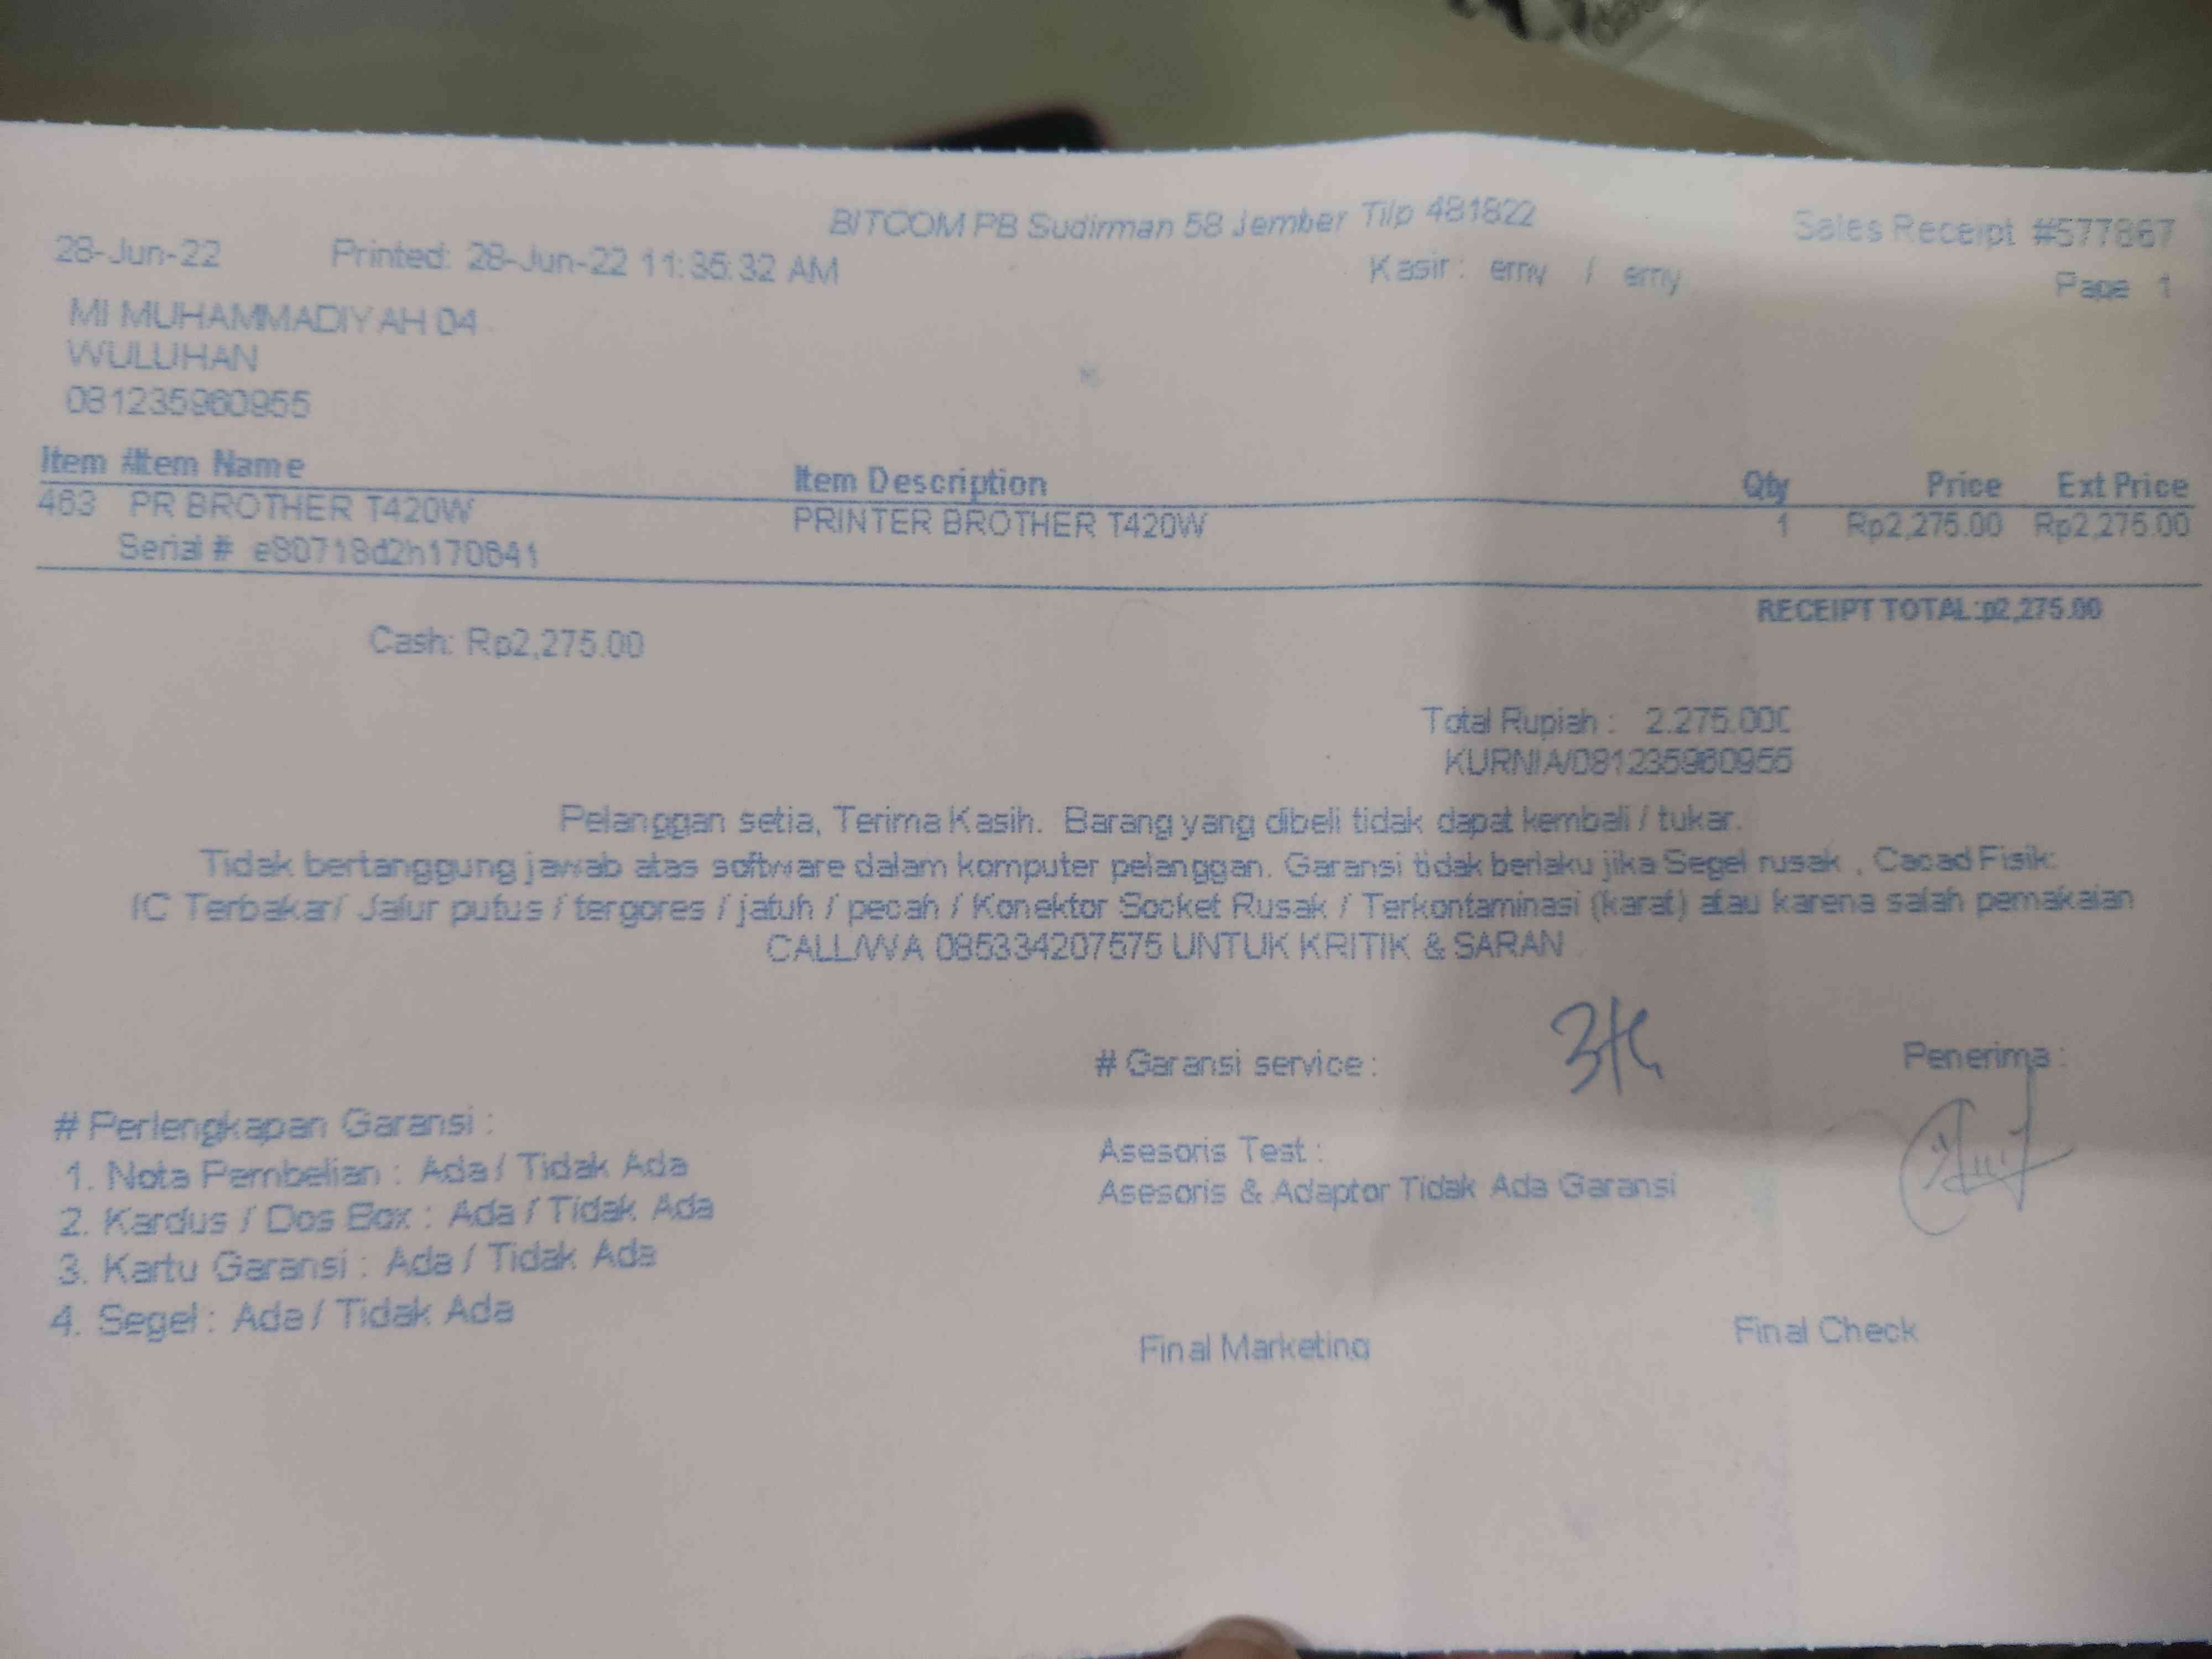 BITCOM PB Sudirman 58 Jember Tilp 481822
Sales Receipt #577867
28-Jun-22 Printed: 28-Jun-22 11:35:32 AM
Kasir : erny / erny
Page 1
MI MUHAMMADIYAH 04
WULUHAN
081235960955
Item # Item Name Item Description Qty Price Ext Price
463 PR BROTHER T420W PRINTER BROTHER T420W 1 Rp2,275.00 Rp2,275.00
Serial #
RECEIPT TOTAL:p2,275.00
Cash: Rp2,275.00
Total Rupiah : 2.275.000
KURNIA/081235960955
Pelanggan setia, Terima Kasih. Barang yang dibeli tidak dapat kembali / tukar.
Tidak bertanggung jawab atas software dalam komputer pelanggan. Garansi tidak berlaku jika Segel rusak , Cacad Fisik:
IC Terbakar/ Jalur putus / tergores / jatuh / pecah / Konektor Socket Rusak / Terkontaminasi (karat) atau karena salah pemakaian
CALL/WA 085334207575 UNTUK KRITIK & SARAN .
# Garansi service :
Penerima :
# Perlengkapan Garansi :
1. Nota Pembelian : Ada / Tidak Ada
2. Kardus / Dos Box : Ada / Tidak Ada
3. Kartu Garansi : Ada / Tidak Ada
4. Segel : Ada / Tidak Ada
Asesoris Test :
Asesoris & Adaptor Tidak Ada Garansi
Final Marketing
Final Check